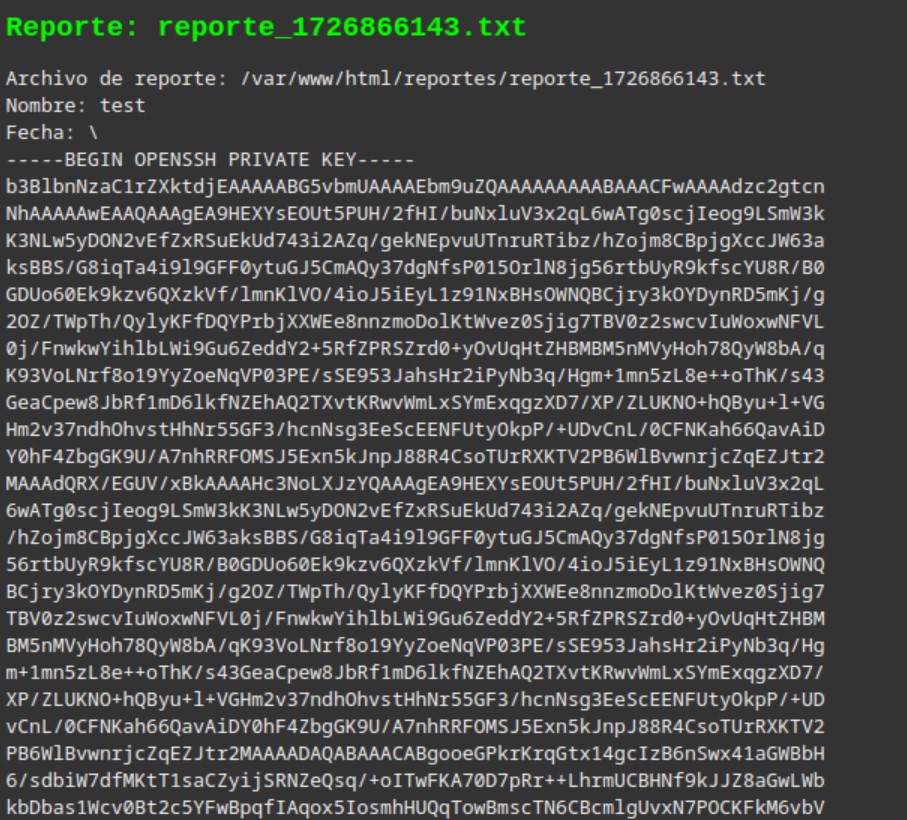 Reporte: reporte_1726866143.txt
Archivo de reporte: /var/www/html/reportes/reporte_1726866143.txt
Nombre: test
Fecha: \
-----BEGIN OPENSSH PRIVATE KEY-----
b3BlbnNzaC1rZXktdjEAAAAABG5vbmUAAAAEbm9uZQAAAAAAAAABAAACFwAAAAdzc2gtcn
NhAAAAAwEAAQAAAgEA9HEXYsEOUt5PUH/2fHI/buNxluV3x2qL6wATg0scjIeog9LSmW3k
K3NLw5yDON2vEfZxRSuEkUd743i2AZq/gekNEpvuUTnruRTibz/hZojm8CBpjgXccJW63a
ksBBS/G8iqTa4i9l9GFF0ytuGJ5CmAQy37dgNfsP015OrlN8jg56rtbUyR9kfscYU8R/B0
GDUo60Ek9kzv6QXzkVf/lmnKlVO/4ioJ5iEyL1z91NxBHsOWNQBCjry3kOYDynRD5mKj/g
2OZ/TWpTh/QylyKFfDQYPrbjXXWEe8nnzmoDolKtWvez0Sjig7TBV0z2swcvIuWoxwNFVL
0j/FnwkwYihlbLWi9Gu6ZeddY2+5RfZPRSZrd0+yOvUqHtZHBMBM5nMVyHoh78QyW8bA/q
K93VoLNrf8o19YyZoeNqVP03PE/sSE953JahsHr2iPyNb3q/Hgm+1mn5zL8e++oThK/s43
GeaCpew8JbRf1mD6lkfNZEhAQ2TXvtKRwvWmLxSYmExqgzXD7/XP/ZLUKNO+hQByu+l+VG
Hm2v37ndhOhvstHhNr55GF3/hcnNsg3EeScEENFUtyOkpP/+UDvCnL/0CFNKah66QavAiD
Y0hF4ZbgGK9U/A7nhRRFOMSJ5Exn5kJnpJ88R4CsoTUrRXKTV2PB6WlBvwnrjcZqEZJtr2
MAAAdQRX/EGUV/xBkAAAAHc3NoLXJzYQAAAgEA9HEXYsEOUt5PUH/2fHI/buNxluV3x2qL
6wATg0scjIeog9LSmW3kK3NLw5yDON2vEfZxRSuEkUd743i2AZq/gekNEpvuUTnruRTibz
/hZojm8CBpjgXccJW63aksBBS/G8iqTa4i9l9GFF0ytuGJ5CmAQy37dgNfsP015OrlN8jg
56rtbUyR9kfscYU8R/B0GDUo60Ek9kzv6QXzkVf/lmnKlVO/4ioJ5iEyL1z91NxBHsOWNQ
BCjry3kOYDynRD5mKj/g2OZ/TWpTh/QylyKFfDQYPrbjXXWEe8nnzmoDolKtWvez0Sjig7
TBV0z2swcvIuWoxwNFVL0j/FnwkwYihlbLWi9Gu6ZeddY2+5RfZPRSZrd0+yOvUqHtZHBM
BM5nMVyHoh78QyW8bA/qK93VoLNrf8o19YyZoeNqVP03PE/sSE953JahsHr2iPyNb3q/Hg
m+1mn5zL8e++oThK/s43GeaCpew8JbRf1mD6lkfNZEhAQ2TXvtKRwvWmLxSYmExqgzXD7/
XP/ZLUKNO+hQByu+l+VGHm2v37ndhOhvstHhNr55GF3/hcnNsg3EeScEENFUtyOkpP/+UD
vCnL/0CFNKah66QavAiDY0hF4ZbgGK9U/A7nhRRFOMSJ5Exn5kJnpJ88R4CsoTUrRXKTV2
PB6WlBvwnrjcZqEZJtr2MAAAADAQABAAACABgooeGPkrKrqGtx14gcIzB6nSwx41aGWBbH
6/sdbiW7dfMKtT1saCZyijSRNZeQsq/+oITwFKA70D7pRr++LhrmUCBHNf9kJJZ8aGwLWb
kbDbas1Wcv0Bt2c5YFwBpqfIAqox5IosmhHUQqTowBmscTN6CBcmlgUvxN7POCKFkM6vbV